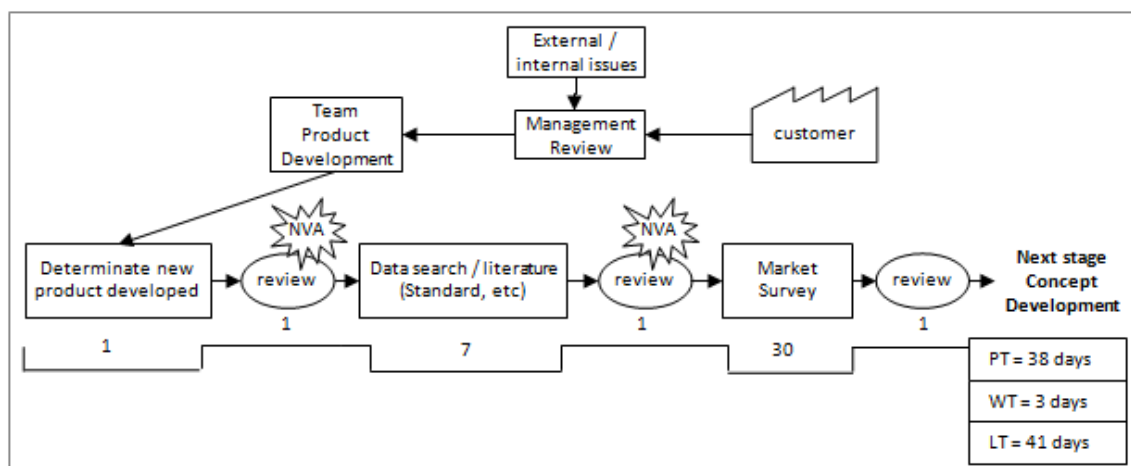 External /
internal issues
Team
Product
Development
Management
Review
customer
NVA
NVA
Determinate new
product developed
review
Data search / literature
(Standard, etc)
review
Market
Survey
review
Next stage
Concept
Development
1
1
1
1
7
30
PT = 38 days
WT = 3 days
LT = 41 days